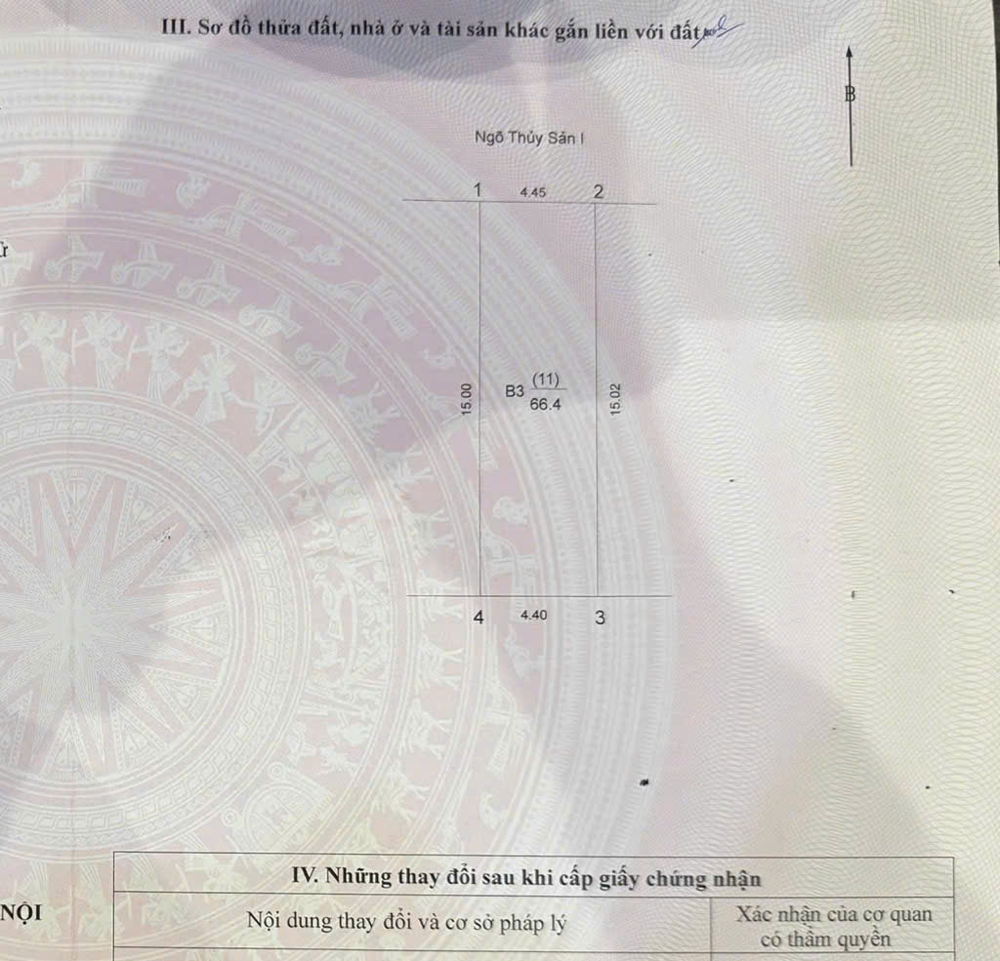 III. Sơ đồ thửa đất, nhà ở và tài sản khác gắn liền với đất
B
Ngõ Thủy Sản I
1 4.45 2
15.00
B3 (11)
66.4
15.02
4 4.40 3
IV. Những thay đổi sau khi cấp giấy chứng nhận
NỘI
Nội dung thay đổi và cơ sở pháp lý
Xác nhận của cơ quan
có thẩm quyền